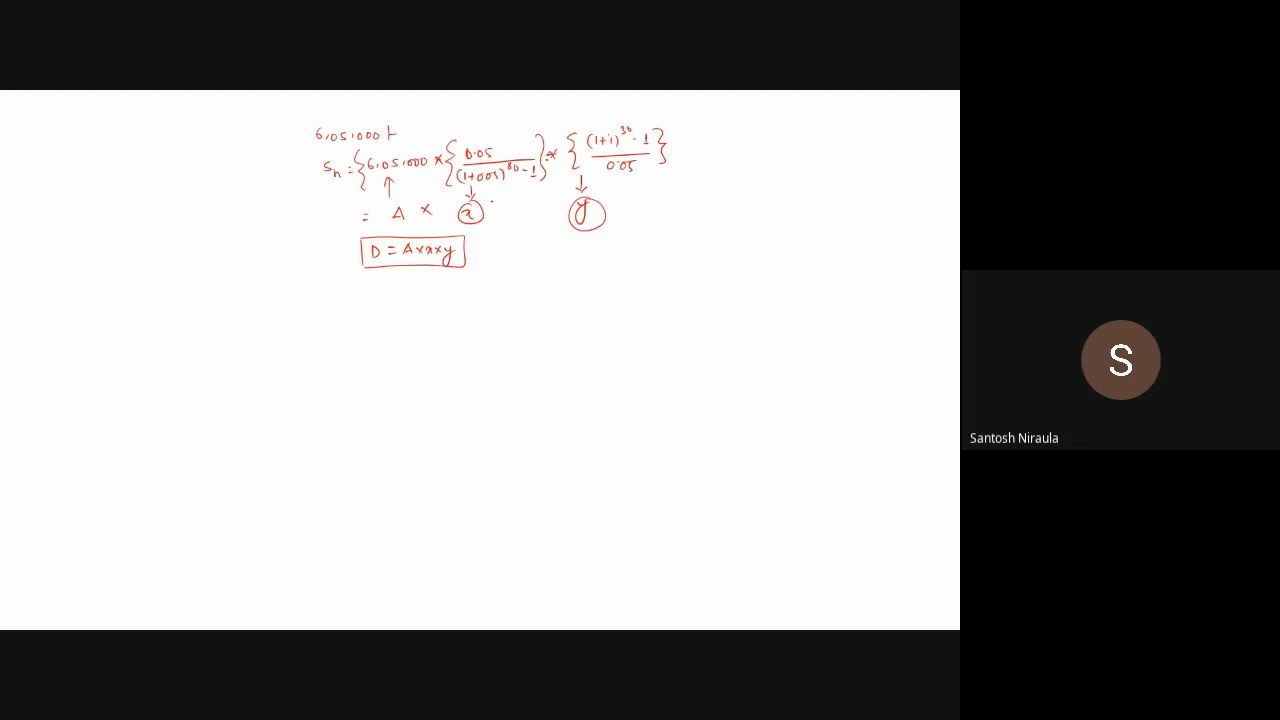 6,05,000 F
Sn = { 6,05,000 × { 0.05 / (1+0.05)^80 - 1 } × { (1+i)^30 - 1 / 0.05 }
= A × x y
D = A×x×y
S
Santosh Niraula